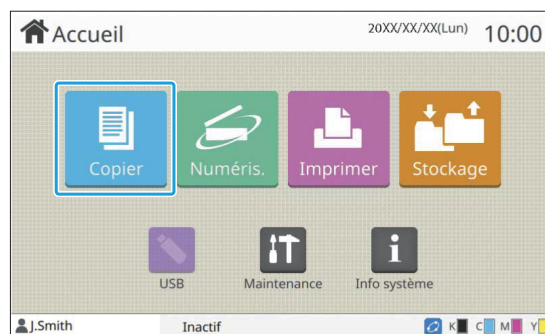 Accueil 20XX/XX/XX(Lun) 10:00
Copier Numéris. Imprimer Stockage
USB Maintenance Info système
J.Smith Inactif K C M Y